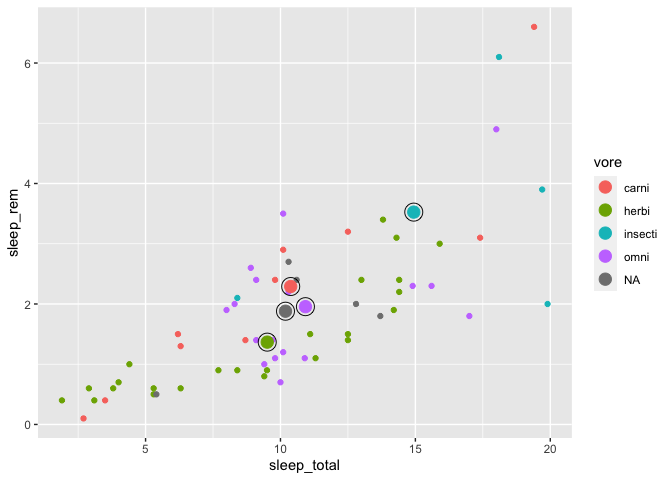 6
4
2
0
sleep_rem
5
10
15
20
sleep_total
vore
carni
herbi
insecti
omni
NA